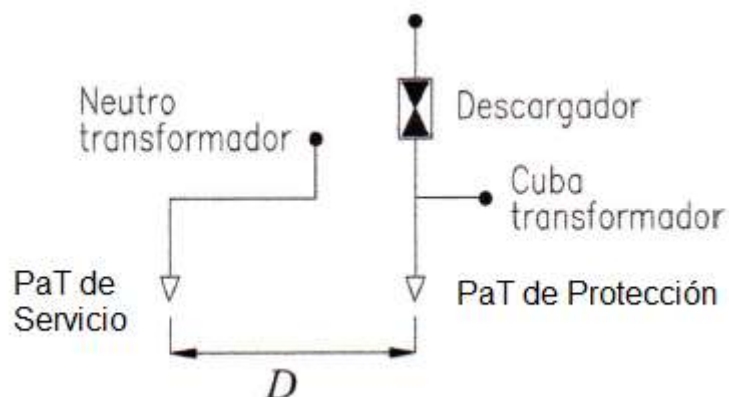 Neutro
transformador
Descargador
Cuba
transformador
PaT de
Servicio
PaT de Protección
D